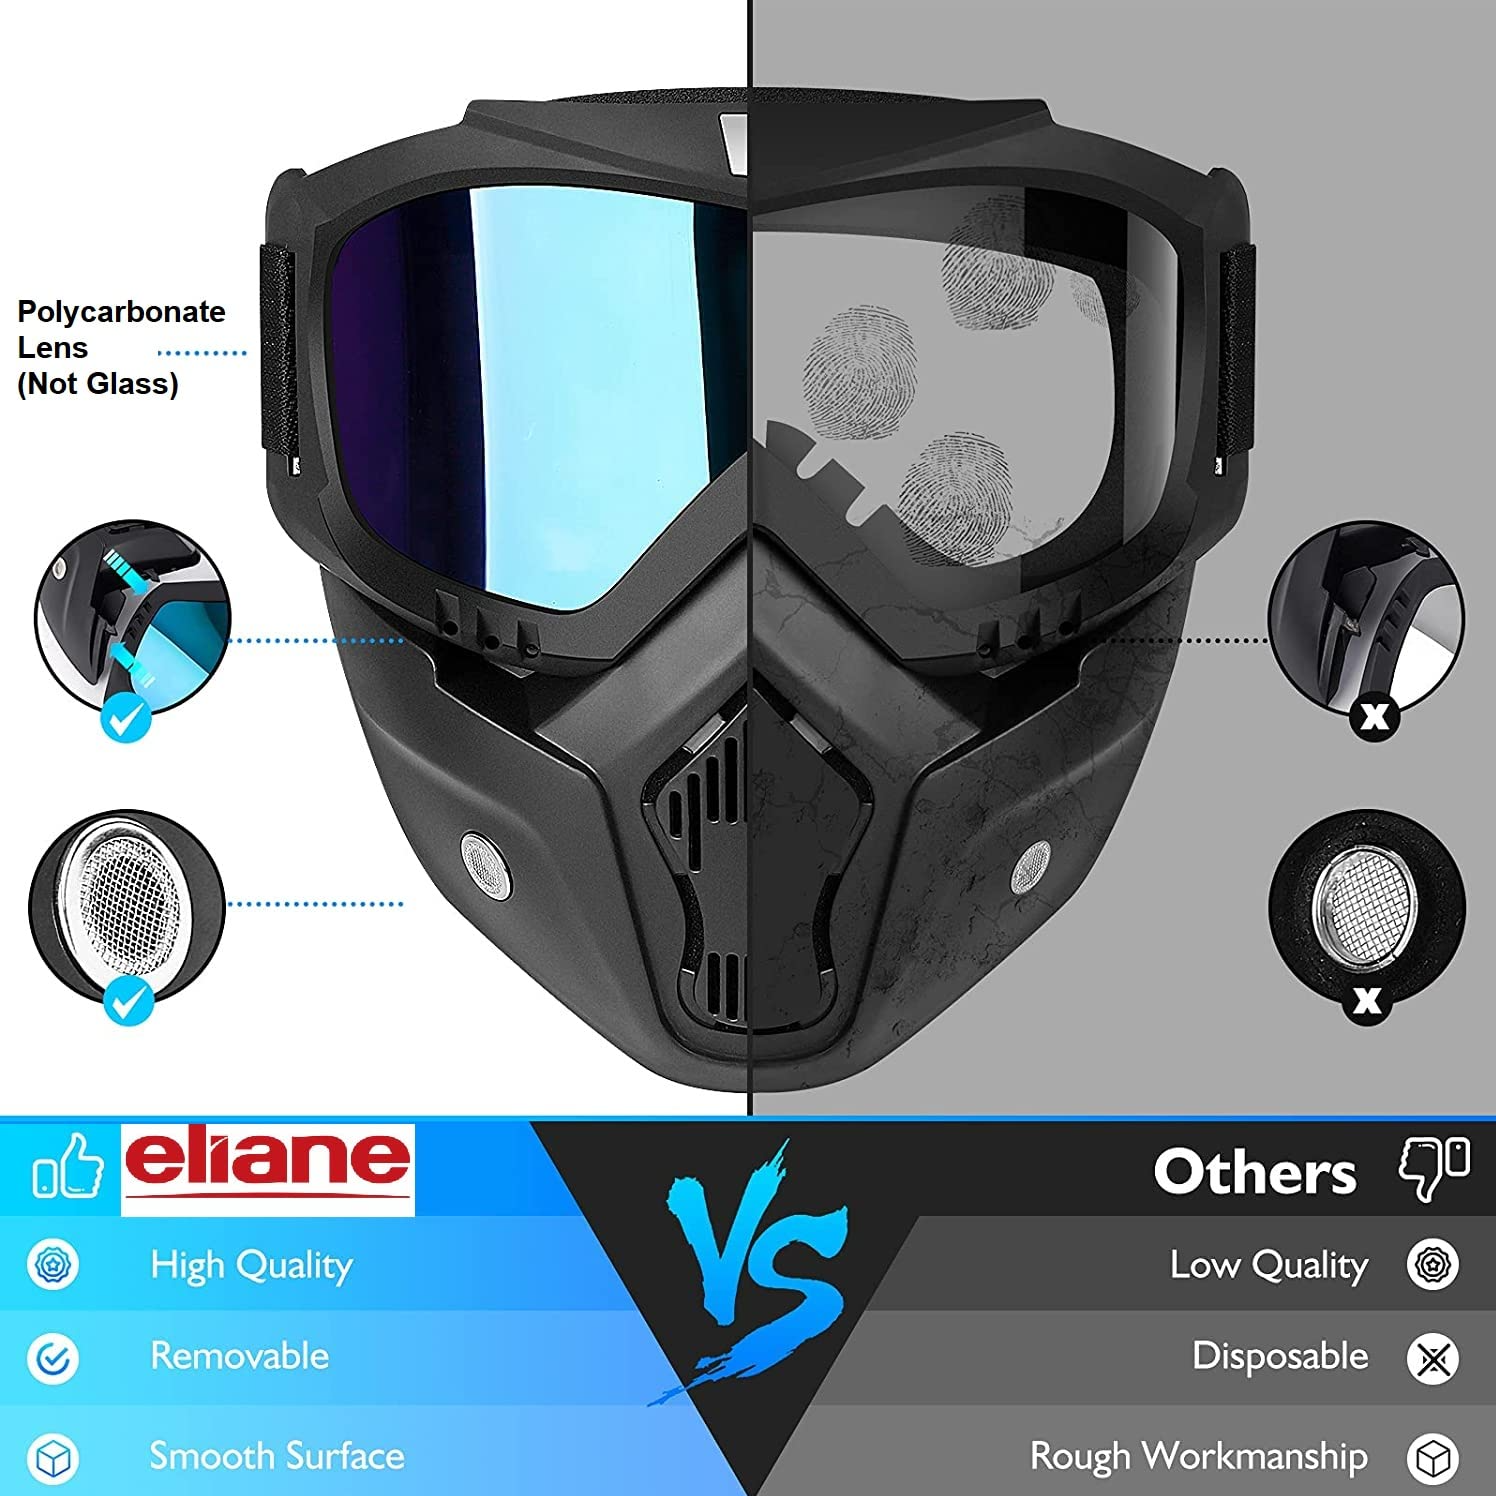 Polycarbonate
Lens
(Not Glass)
X
X
eliane
VS
Others
High Quality
Low Quality
Removable
Disposable
Smooth Surface
Rough Workmanship